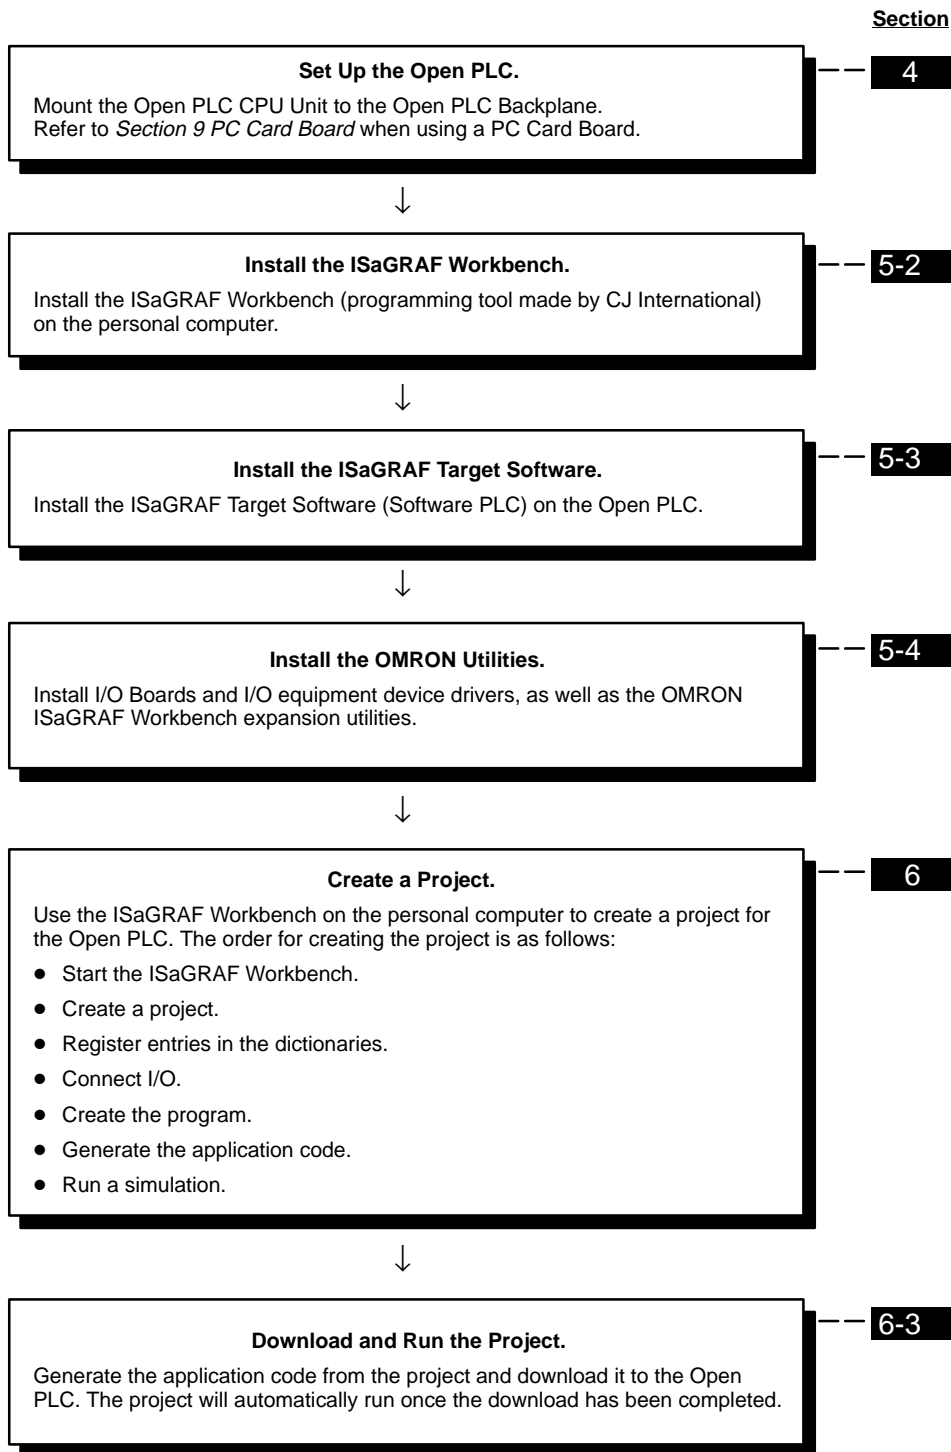 Section
Set Up the Open PLC.
4
Mount the Open PLC CPU Unit to the Open PLC Backplane.
Refer to Section 9 PC Card Board when using a PC Card Board.
↓
Install the ISaGRAF Workbench.
5-2
Install the ISaGRAF Workbench (programming tool made by CJ International)
on the personal computer.
↓
Install the ISaGRAF Target Software.
5-3
Install the ISaGRAF Target Software (Software PLC) on the Open PLC.
↓
Install the OMRON Utilities.
5-4
Install I/O Boards and I/O equipment device drivers, as well as the OMRON
ISaGRAF Workbench expansion utilities.
↓
Create a Project.
6
Use the ISaGRAF Workbench on the personal computer to create a project for
the Open PLC. The order for creating the project is as follows:
● Start the ISaGRAF Workbench.
● Create a project.
● Register entries in the dictionaries.
● Connect I/O.
● Create the program.
● Generate the application code.
● Run a simulation.
↓
Download and Run the Project.
6-3
Generate the application code from the project and download it to the Open
PLC. The project will automatically run once the download has been completed.